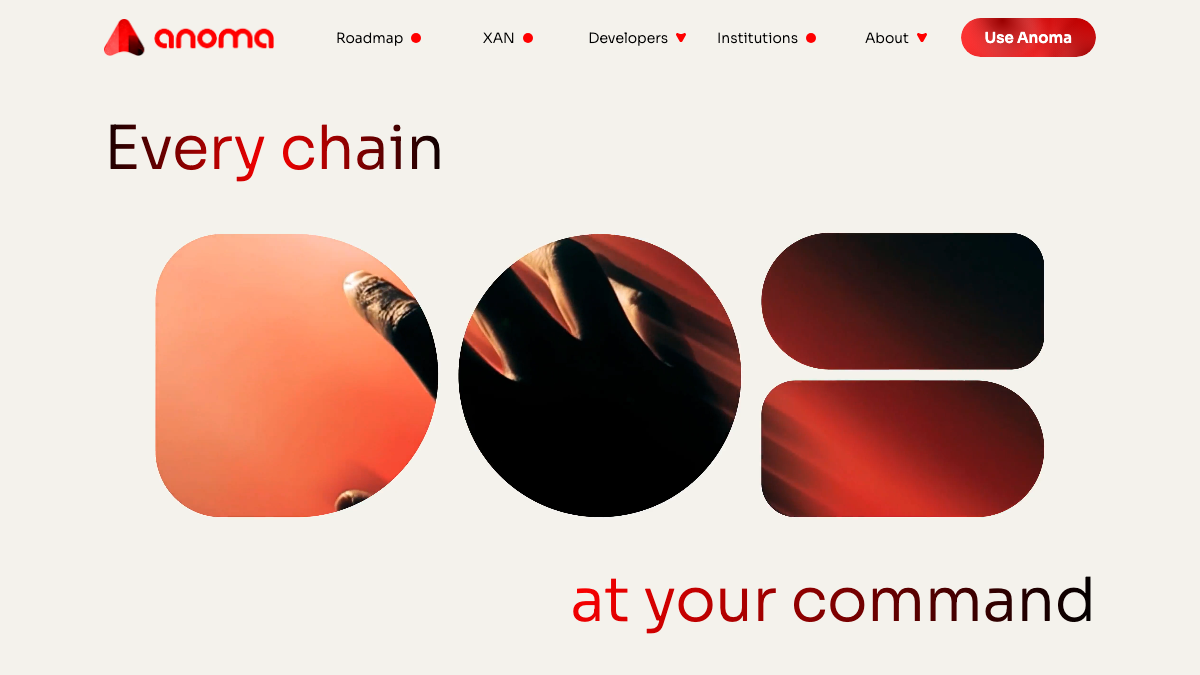 anoma
Roadmap
XAN
Developers
Institutions
About
Use Anoma
Every chain
at your command